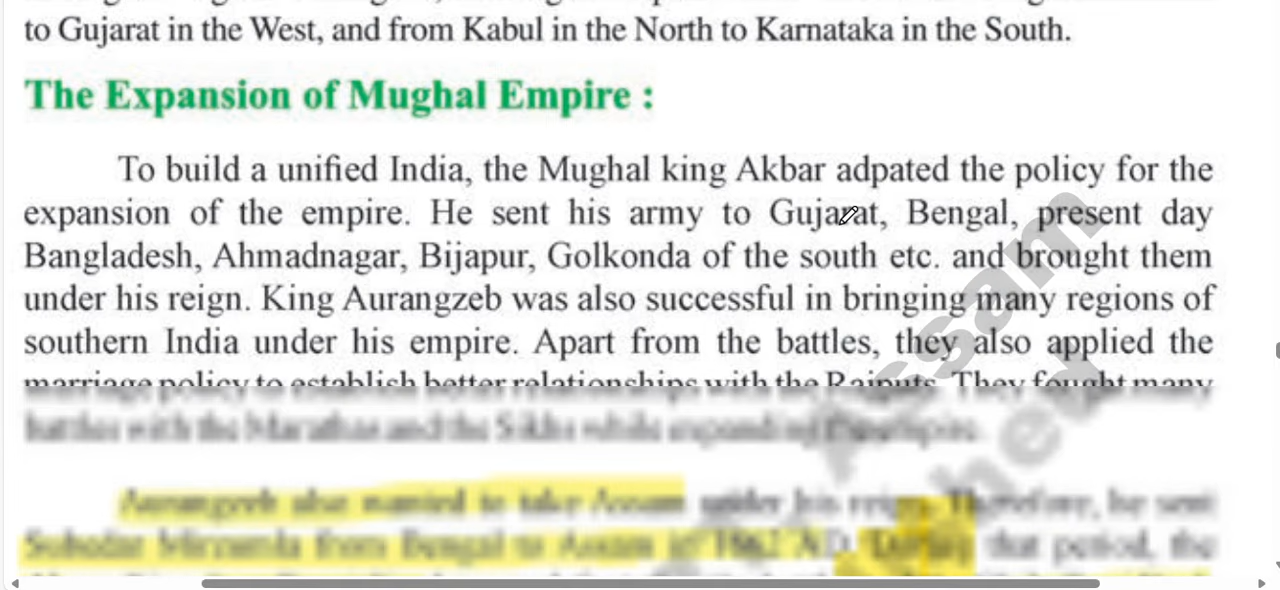 to Gujarat in the West, and from Kabul in the North to Karnataka in the South.
The Expansion of Mughal Empire :
To build a unified India, the Mughal king Akbar adpated the policy for the
expansion of the empire. He sent his army to Gujarat, Bengal, present day
Bangladesh, Ahmadnagar, Bijapur, Golkonda of the south etc. and brought them
under his reign. King Aurangzeb was also successful in bringing many regions of
southern India under his empire. Apart from the battles, they also applied the
marriage policy to establish better relationships with the Rajputs. They fought many
battles with the Marathas and the Sikhs while expanding
Aurangzeb also wanted to take Assam under his reign. Therefore, he sent
Subedar from Bengal to Assam in 1662 AD. that period, the
Assam